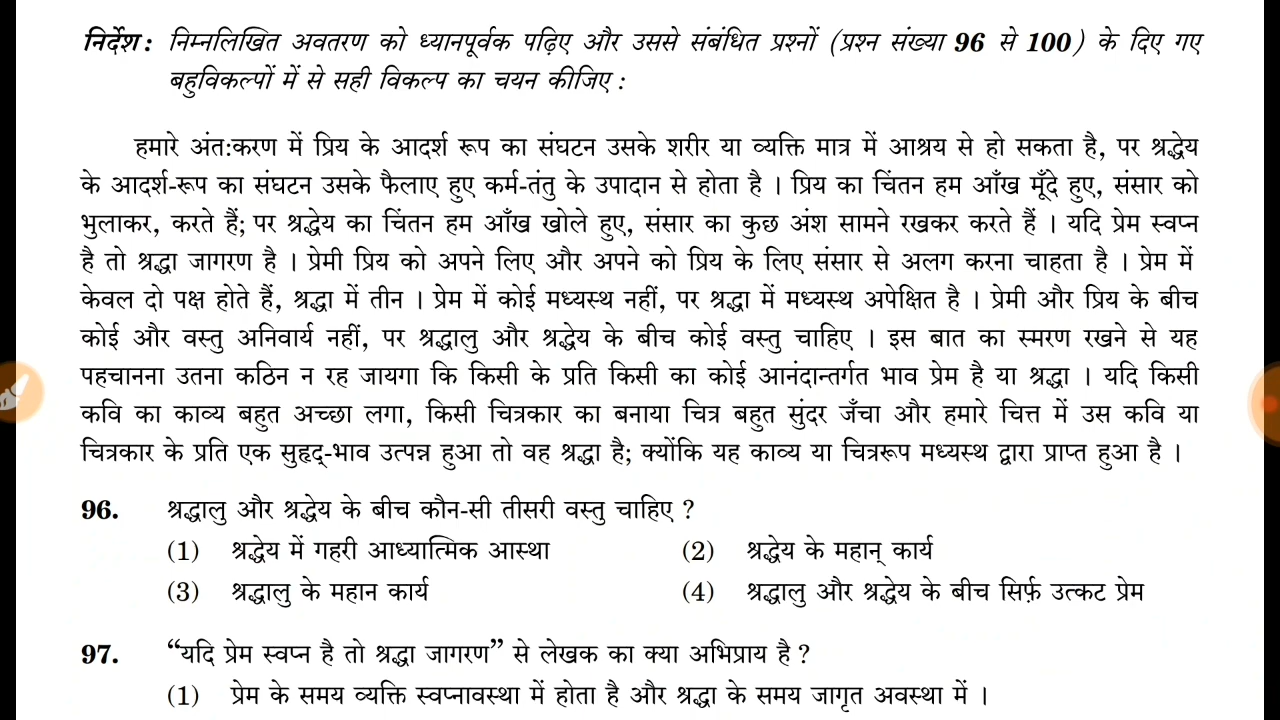 निर्देश : निम्नलिखित अवतरण को ध्यानपूर्वक पढ़िए और उससे संबंधित प्रश्नों (प्रश्न संख्या 96 से 100) के दिए गए
बहुविकल्पों में से सही विकल्प का चयन कीजिए :
हमारे अंत:करण में प्रिय के आदर्श रूप का संघटन उसके शरीर या व्यक्ति मात्र में आश्रय से हो सकता है, पर श्रद्धेय
के आदर्श-रूप का संघटन उसके फैलाए हुए कर्म-तंतु के उपादान से होता है । प्रिय का चिंतन हम आँख मूँदे हुए, संसार को
भुलाकर, करते हैं; पर श्रद्धेय का चिंतन हम आँख खोले हुए, संसार का कुछ अंश सामने रखकर करते हैं । यदि प्रेम स्वप्न
है तो श्रद्धा जागरण है । प्रेमी प्रिय को अपने लिए और अपने को प्रिय के लिए संसार से अलग करना चाहता है । प्रेम में
केवल दो पक्ष होते हैं, श्रद्धा में तीन । प्रेम में कोई मध्यस्थ नहीं, पर श्रद्धा में मध्यस्थ अपेक्षित है । प्रेमी और प्रिय के बीच
कोई और वस्तु अनिवार्य नहीं, पर श्रद्धालु और श्रद्धेय के बीच कोई वस्तु चाहिए । इस बात का स्मरण रखने से यह
पहचानना उतना कठिन न रह जायगा कि किसी के प्रति किसी का कोई आनंदान्तर्गत भाव प्रेम है या श्रद्धा । यदि किसी
कवि का काव्य बहुत अच्छा लगा, किसी चित्रकार का बनाया चित्र बहुत सुंदर जँचा और हमारे चित्त में उस कवि या
चित्रकार के प्रति एक सुहृद्-भाव उत्पन्न हुआ तो वह श्रद्धा है; क्योंकि यह काव्य या चित्ररूप मध्यस्थ द्वारा प्राप्त हुआ है ।
96. श्रद्धालु और श्रद्धेय के बीच कौन-सी तीसरी वस्तु चाहिए ?
(1) श्रद्धेय में गहरी आध्यात्मिक आस्था (2) श्रद्धेय के महान् कार्य
(3) श्रद्धालु के महान कार्य (4) श्रद्धालु और श्रद्धेय के बीच सिर्फ़ उत्कट प्रेम
97. “यदि प्रेम स्वप्न है तो श्रद्धा जागरण” से लेखक का क्या अभिप्राय है ?
(1) प्रेम के समय व्यक्ति स्वप्नावस्था में होता है और श्रद्धा के समय जागृत अवस्था में ।